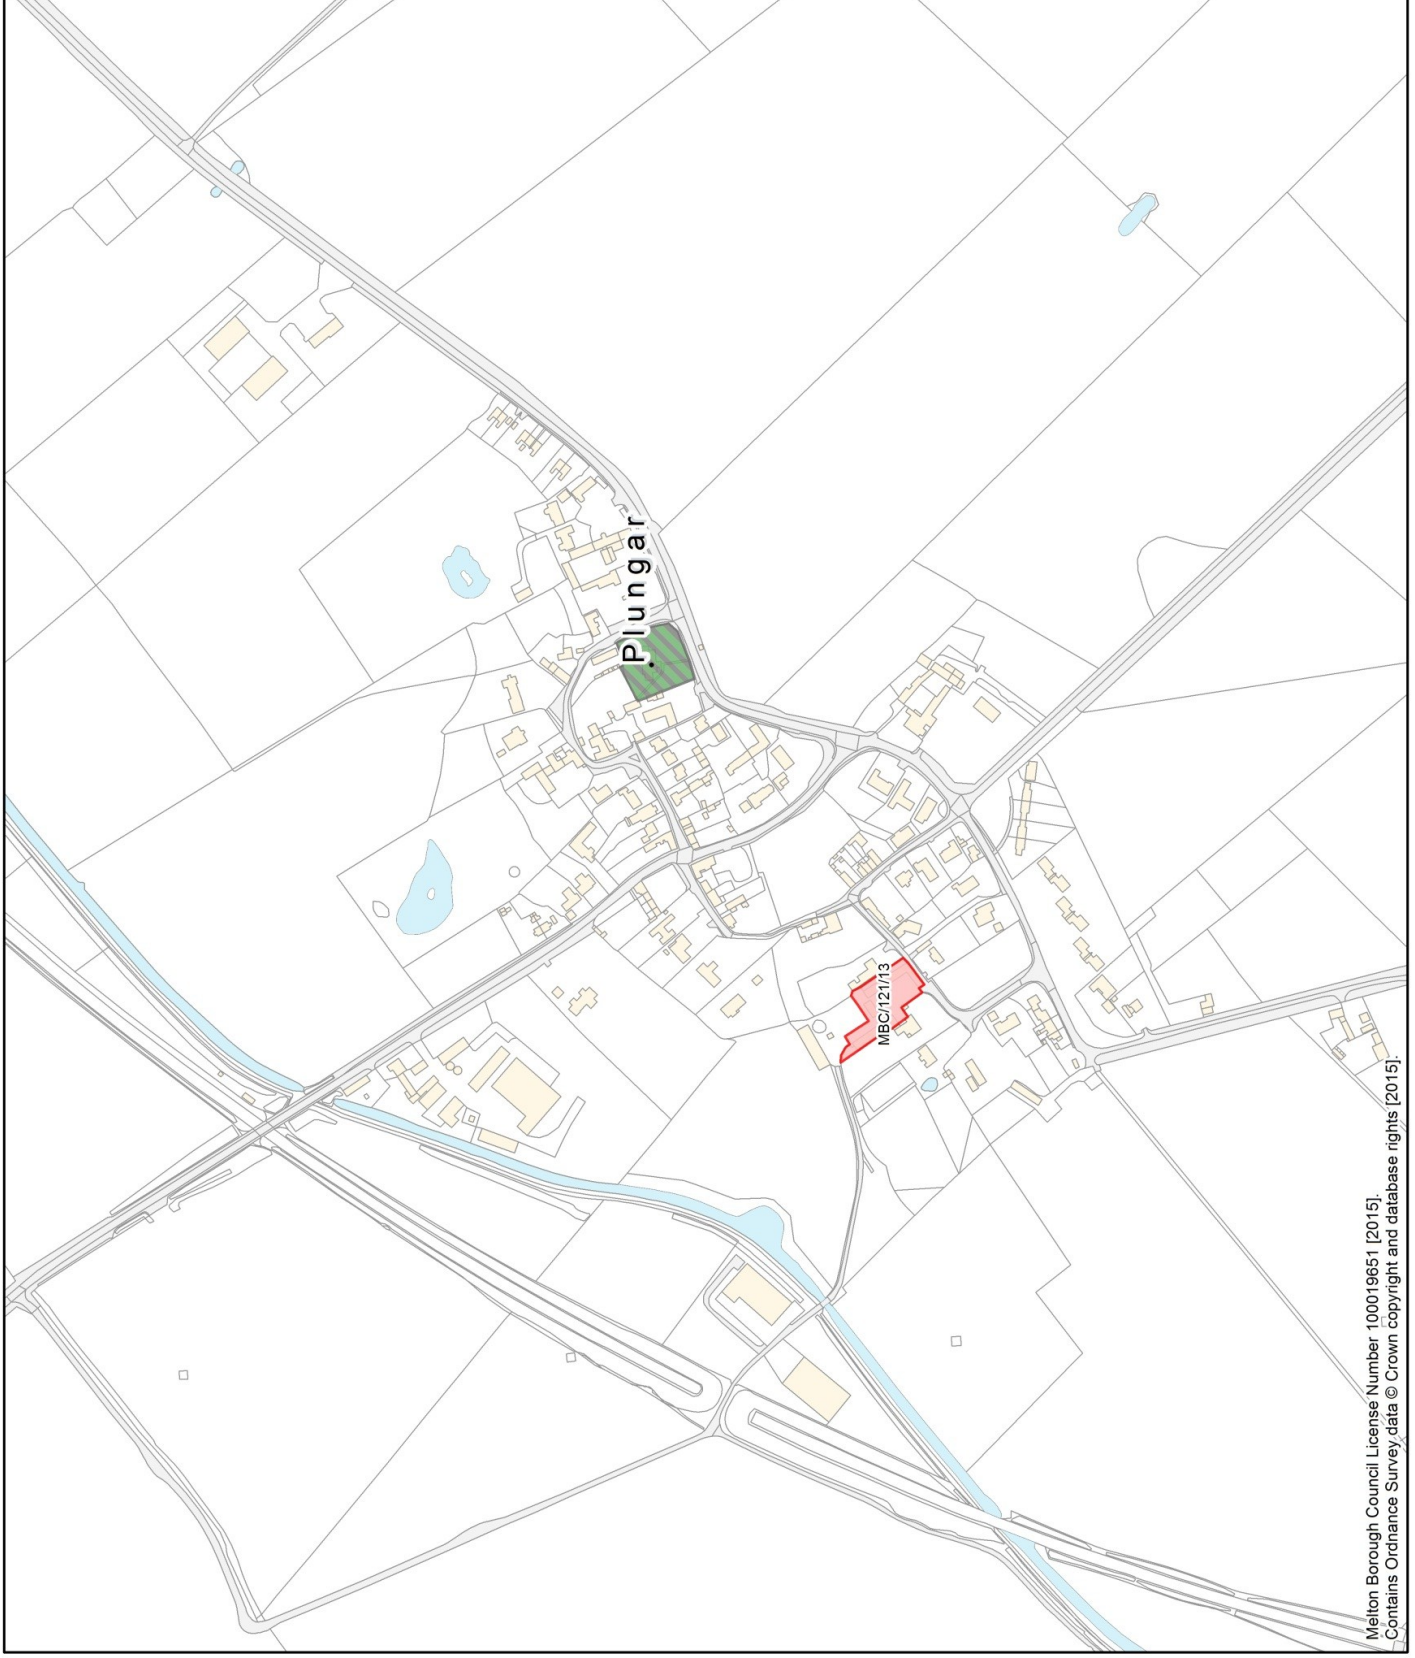 Plungar
MBC/121/13
Melton Borough Council License Number 100019651 [2015].
Contains Ordnance Survey data © Crown copyright and database rights [2015].